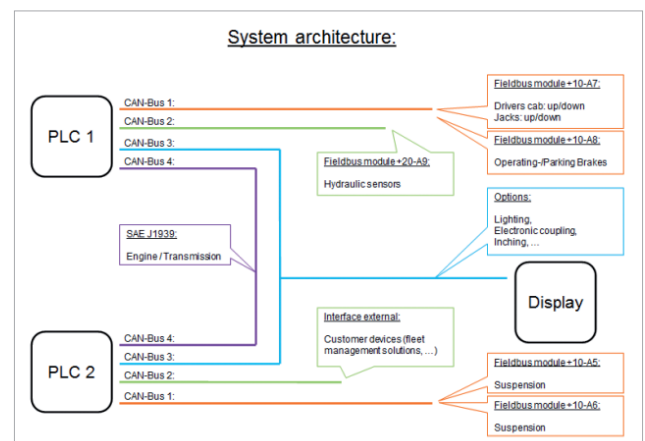 System architecture:
PLC 1
CAN-Bus 1:
CAN-Bus 2:
CAN-Bus 3:
CAN-Bus 4:
Fieldbus module+10-A7:
Drivers cab: up/down
Jacks: up/down
Fieldbus module+10-A8:
Operating-/Parking Brakes
Fieldbus module+20-A9:
Hydraulic sensors
Options:
Lighting,
Electronic coupling,
Inching, ...
SAE J1939:
Engine / Transmission
Display
Interface external:
Customer devices (fleet
management solutions, ...)
PLC 2
CAN-Bus 4:
CAN-Bus 3:
CAN-Bus 2:
CAN-Bus 1:
Fieldbus module+10-A5:
Suspension
Fieldbus module+10-A6:
Suspension